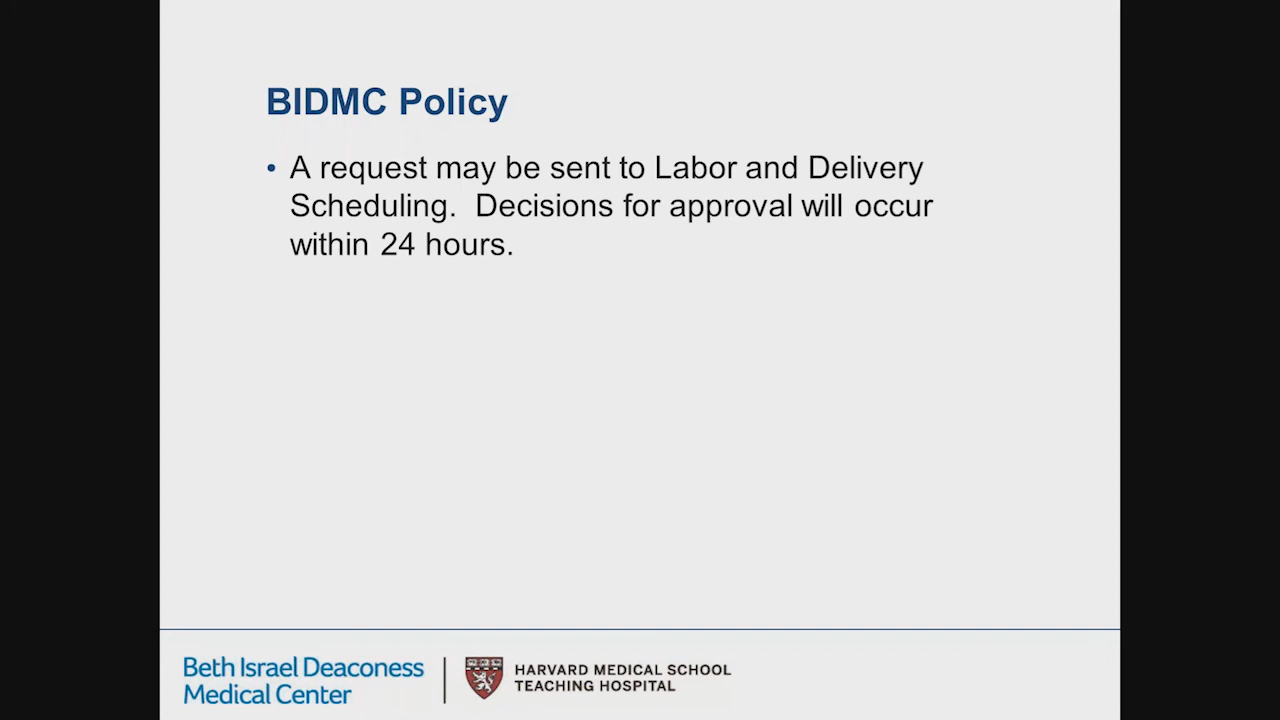 BIDMC Policy
• A request may be sent to Labor and Delivery
Scheduling.  Decisions for approval will occur
within 24 hours.
Beth Israel Deaconess
Medical Center
HARVARD MEDICAL SCHOOL
TEACHING HOSPITAL